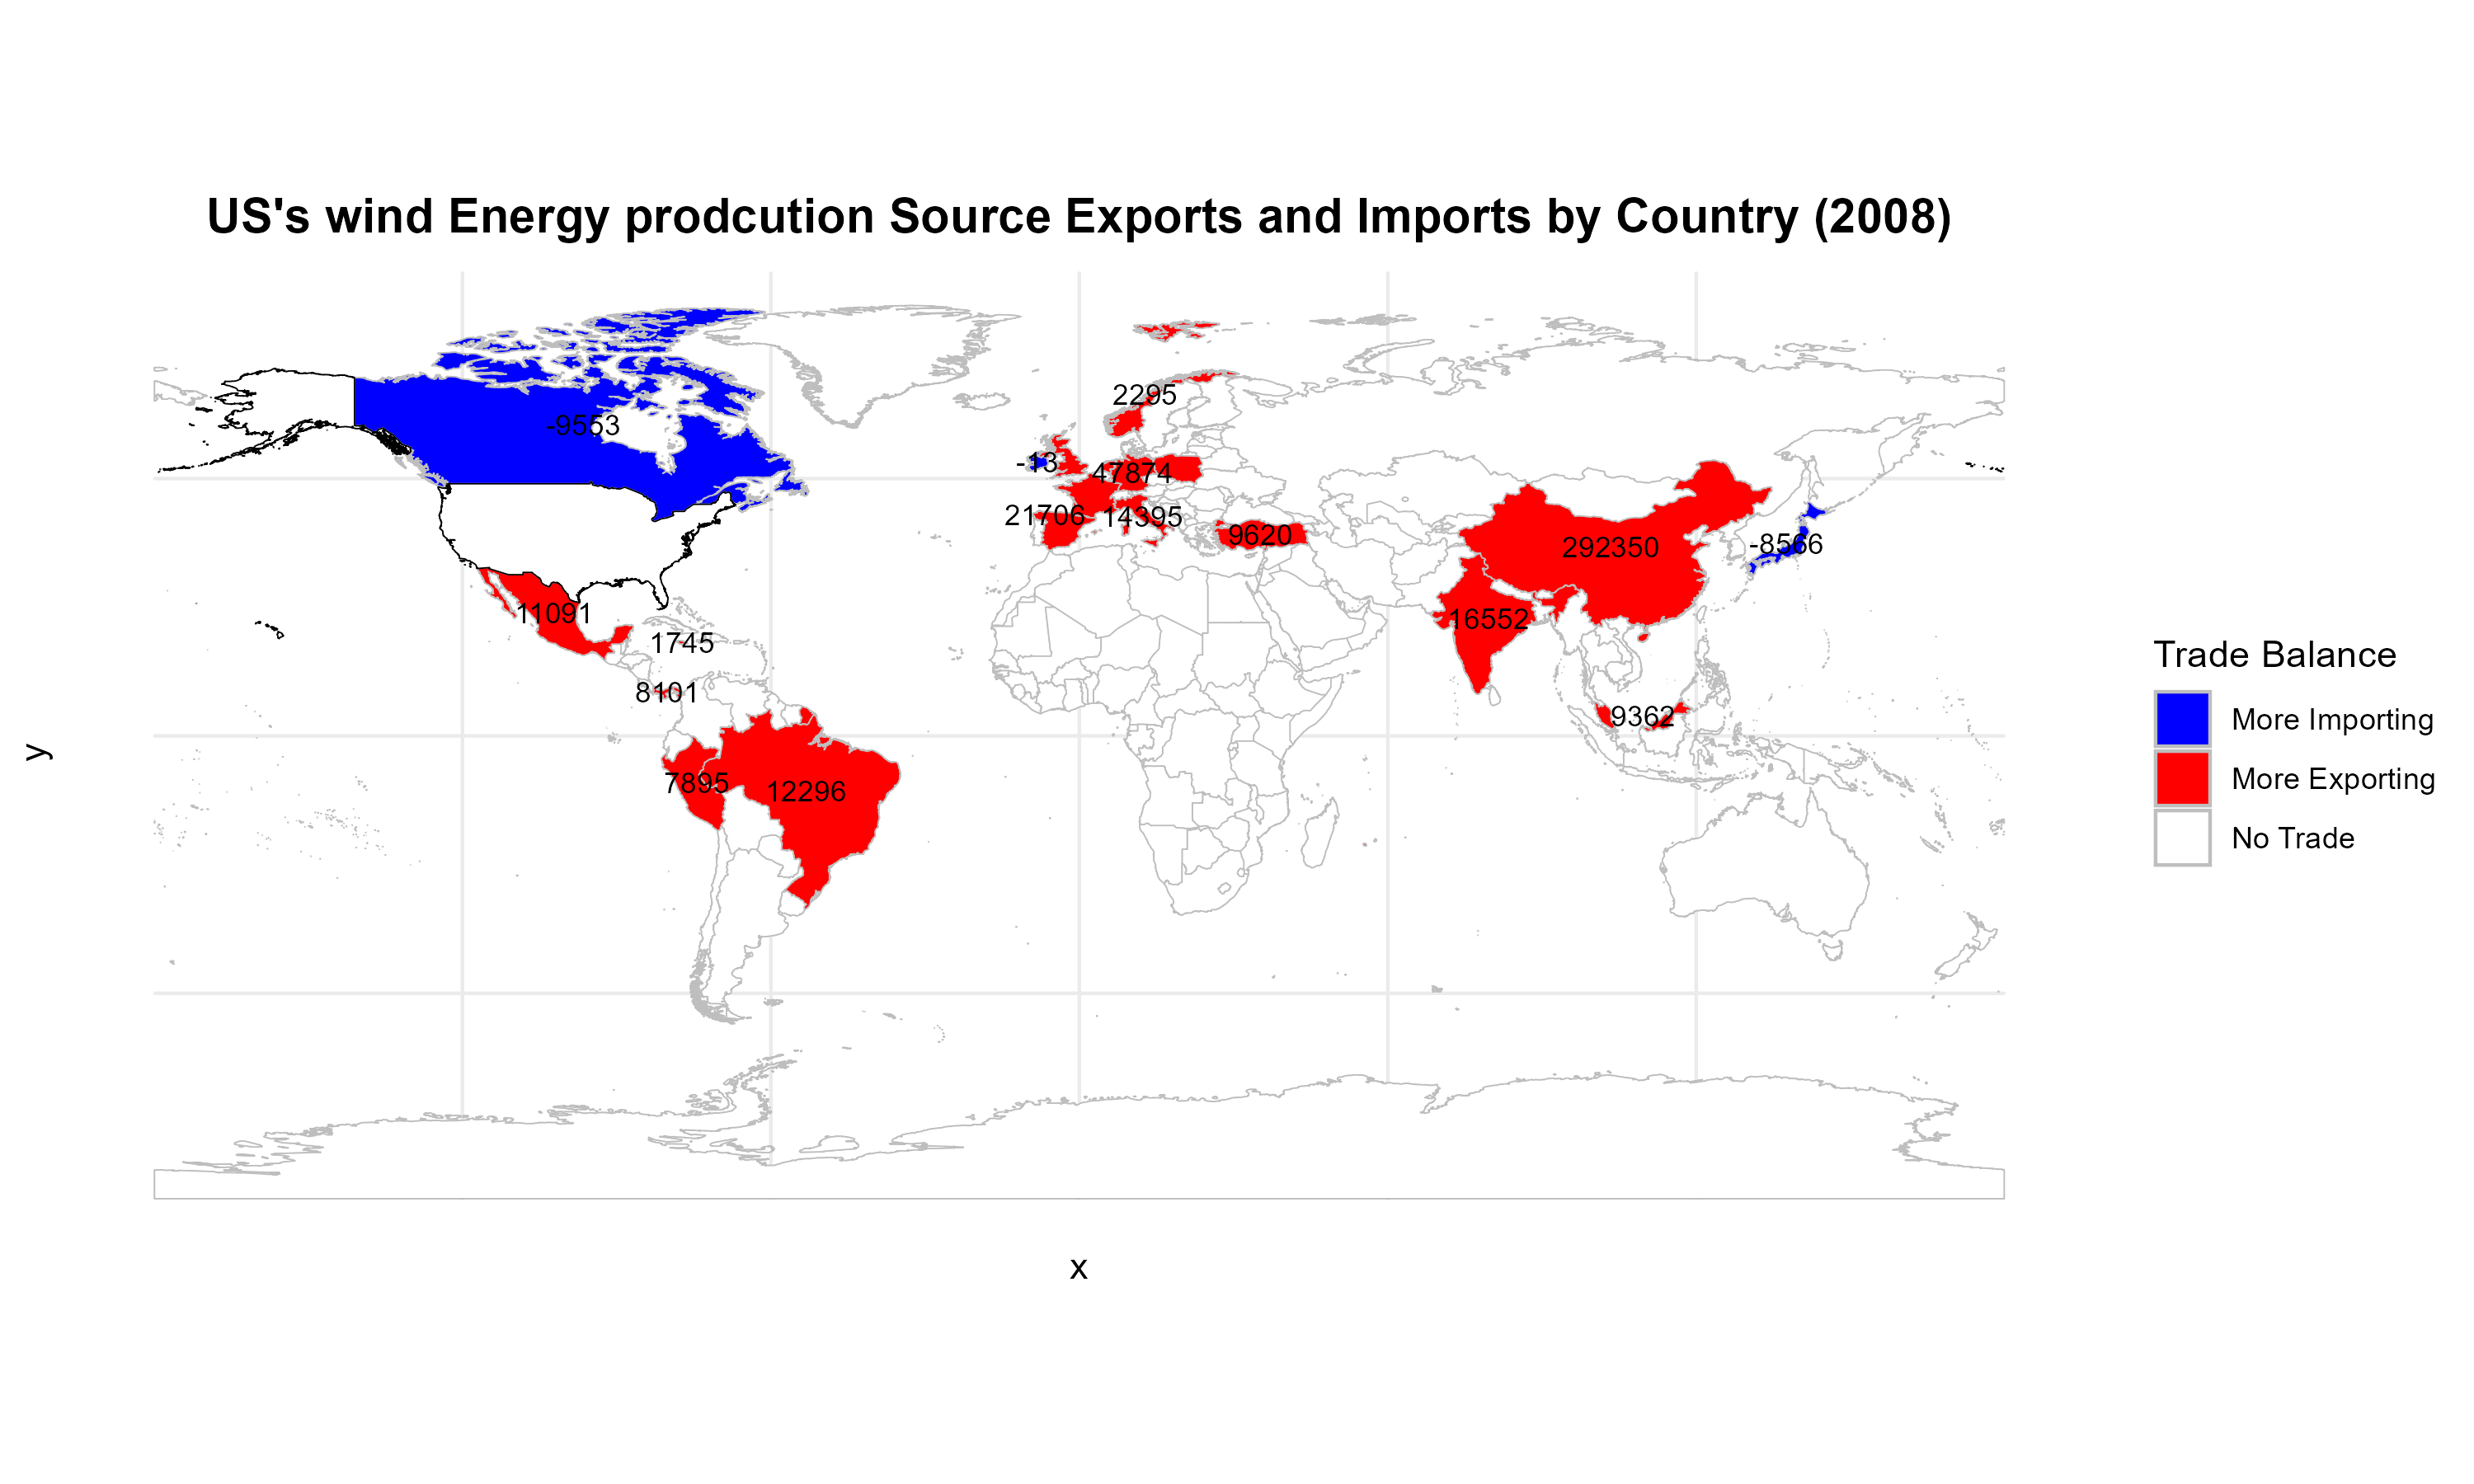 US's wind Energy prodcution Source Exports and Imports by Country (2008)
2295
-9553
-13
47874
21706
14395
9620
292350
-8566
11091
16552
1745
8101
9362
7895
12296
y
x
Trade Balance
More Importing
More Exporting
No Trade